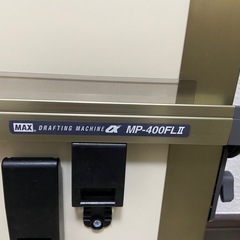 MAX DRAFTING MACHINE α MP-400FLII